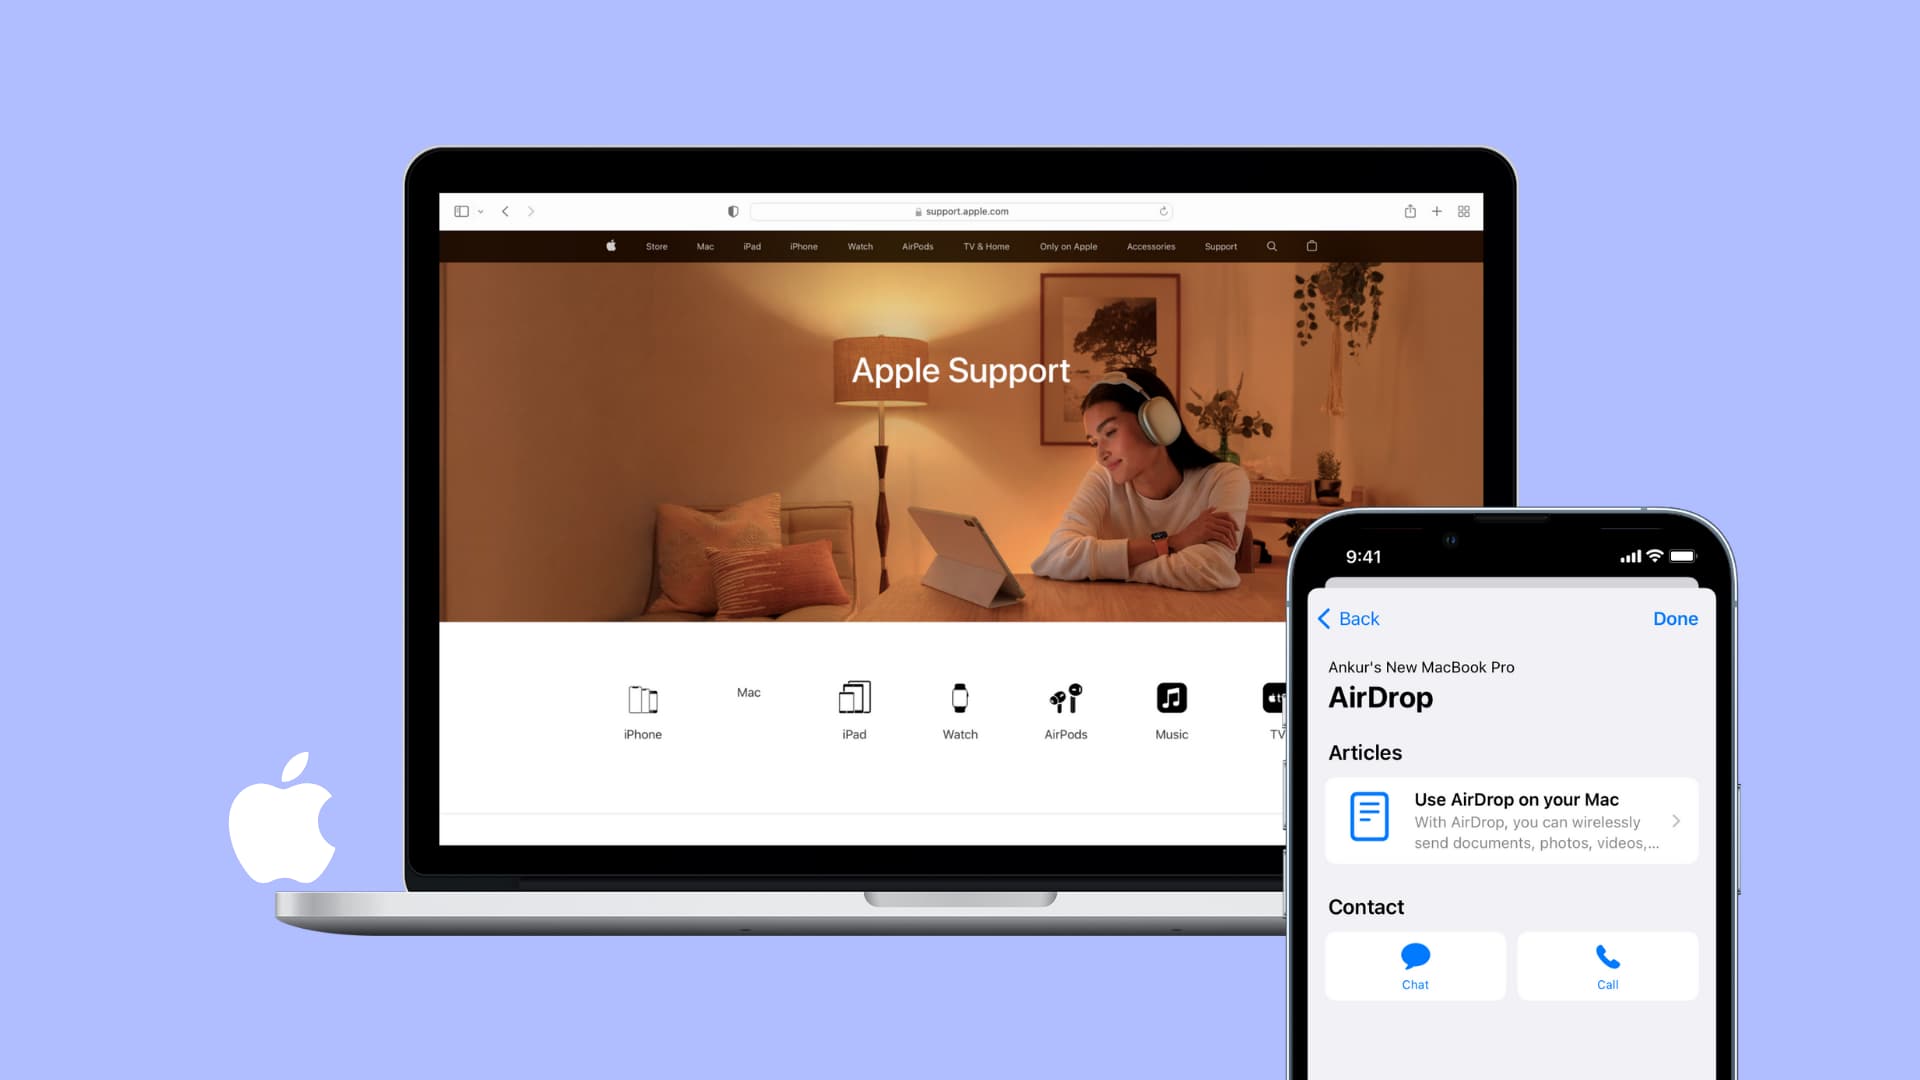 support.apple.com
Store Mac iPad iPhone Watch AirPods TV & Home Only on Apple Accessories Support
Apple Support
Mac
iPhone iPad Watch AirPods Music TV
9:41
Back Done
Ankur's New MacBook Pro
AirDrop
Articles
Use AirDrop on your Mac
With AirDrop, you can wirelessly
send documents, photos, videos,...
Contact
Chat Call